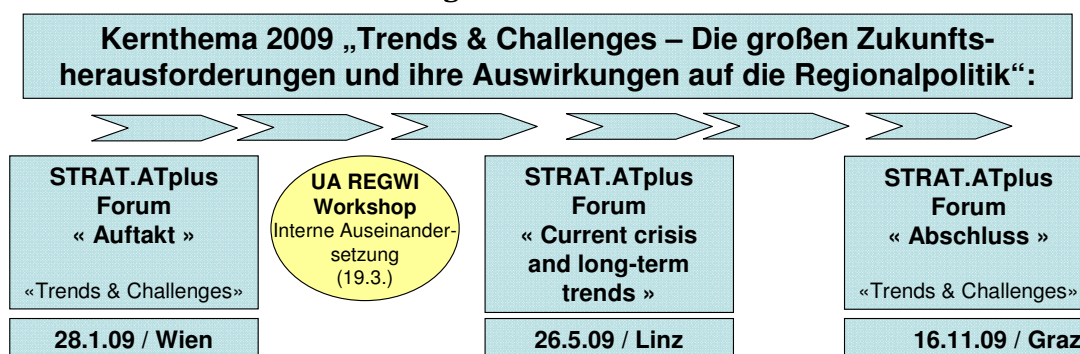 Kernthema 2009 „Trends & Challenges – Die großen Zukunfts-
herausforderungen und ihre Auswirkungen auf die Regionalpolitik“:
STRAT.ATplus
Forum
« Auftakt »
«Trends & Challenges»
28.1.09 / Wien
UA REGWI
Workshop
Interne Auseinander-
setzung
(19.3.)
STRAT.ATplus
Forum
« Current crisis
and long-term
trends »
26.5.09 / Linz
STRAT.ATplus
Forum
« Abschluss »
«Trends & Challenges»
16.11.09 / Graz